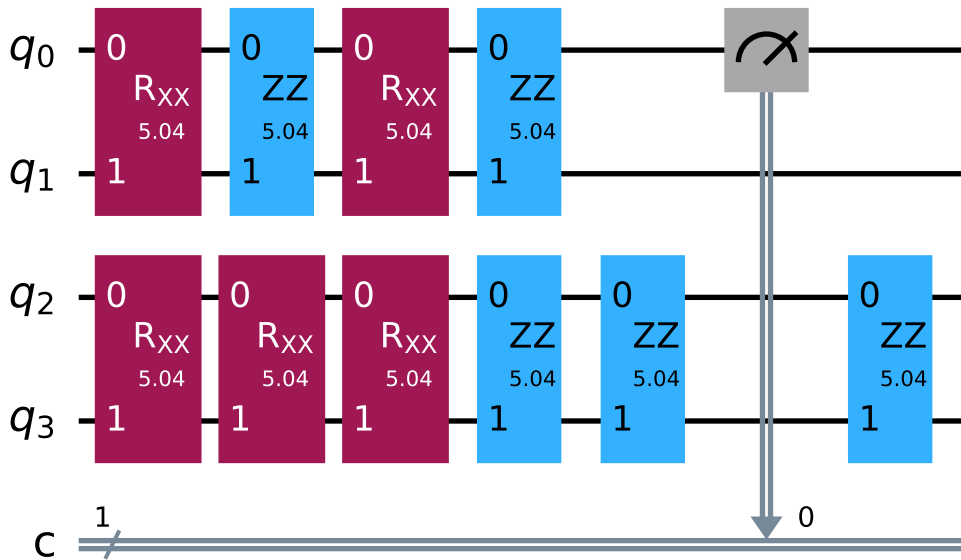 q0 0 0 0 0
RXX ZZ RXX ZZ
5.04 5.04 5.04 5.04
q1 1 1 1 1
q2 0 0 0 0 0 0
RXX RXX RXX ZZ ZZ ZZ
5.04 5.04 5.04 5.04 5.04 5.04
q3 1 1 1 1 1 1
1 0
c